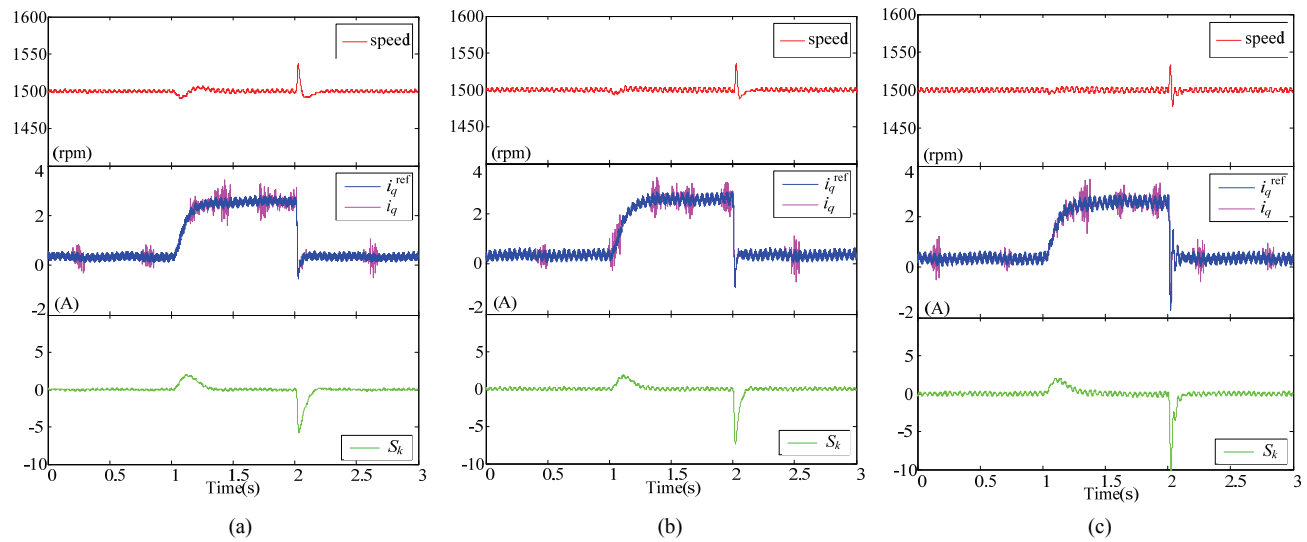 1600
1550
1500
1450
(rpm)
speed
4
2
0
-2
(A)
i_q^ref
i_q
5
0
-5
-10
S_k
0 0.5 1 1.5 2 2.5 3
Time(s)
(a)
1600
1550
1500
1450
(rpm)
speed
4
2
0
-2
(A)
i_q^ref
i_q
5
0
-5
-10
S_k
0 0.5 1 1.5 2 2.5 3
Time(s)
(b)
1600
1550
1500
1450
(rpm)
speed
4
2
0
-2
(A)
i_q^ref
i_q
5
0
-5
-10
S_k
0 0.5 1 1.5 2 2.5 3
Time(s)
(c)